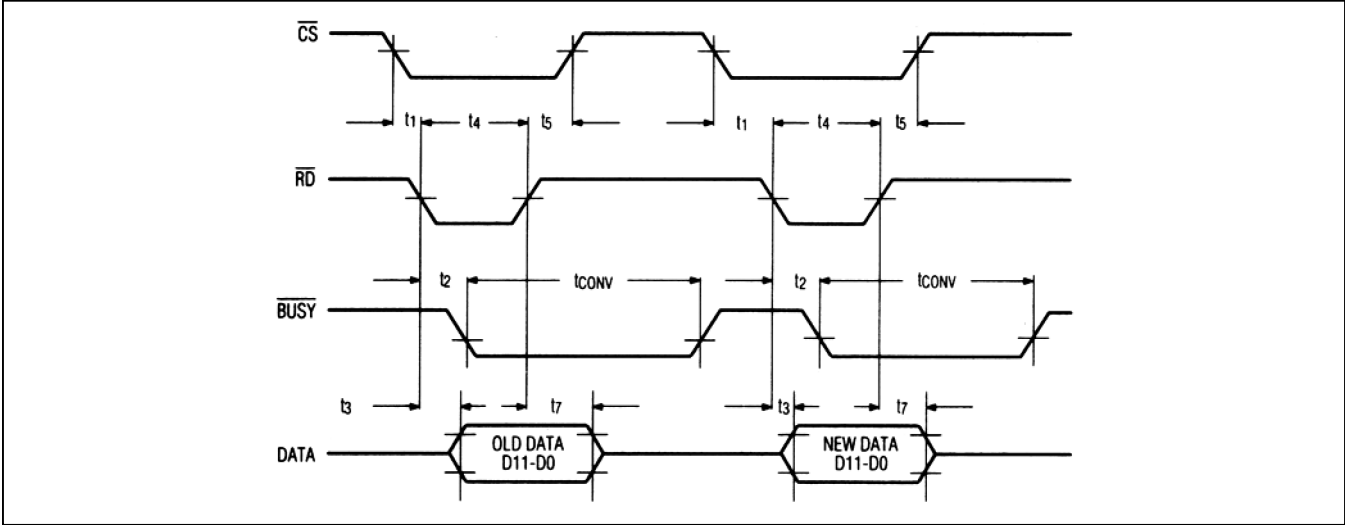 CS
t1 t4 t5 t1 t4 t5
RD
t2 tCONV t2 tCONV
BUSY
t3 t7 t3 t7
DATA OLD DATA NEW DATA
D11-D0 D11-D0